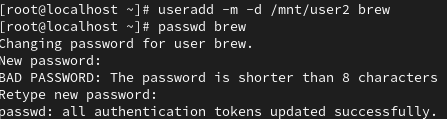 [root@localhost ~]# useradd -m -d /mnt/user2 brew
[root@localhost ~]# passwd brew
Changing password for user brew.
New password:
BAD PASSWORD: The password is shorter than 8 characters
Retype new password:
passwd: all authentication tokens updated successfully.